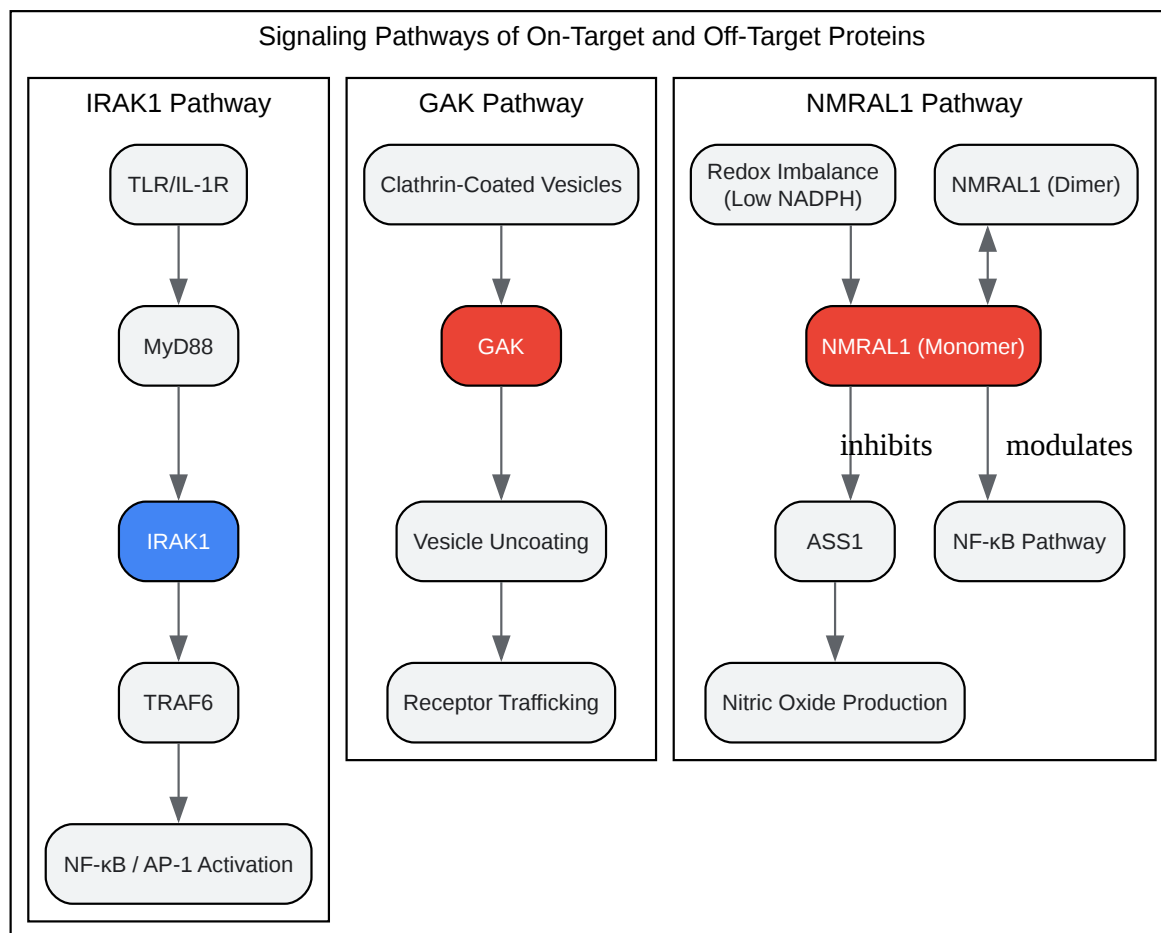 Signaling Pathways of On-Target and Off-Target Proteins
IRAK1 Pathway
TLR/IL-1R
MyD88
IRAK1
TRAF6
NF-κB / AP-1 Activation
GAK Pathway
Clathrin-Coated Vesicles
GAK
Vesicle Uncoating
Receptor Trafficking
NMRAL1 Pathway
Redox Imbalance
(Low NADPH)
NMRAL1 (Dimer)
NMRAL1 (Monomer)
inhibits
modulates
ASS1
NF-κB Pathway
Nitric Oxide Production